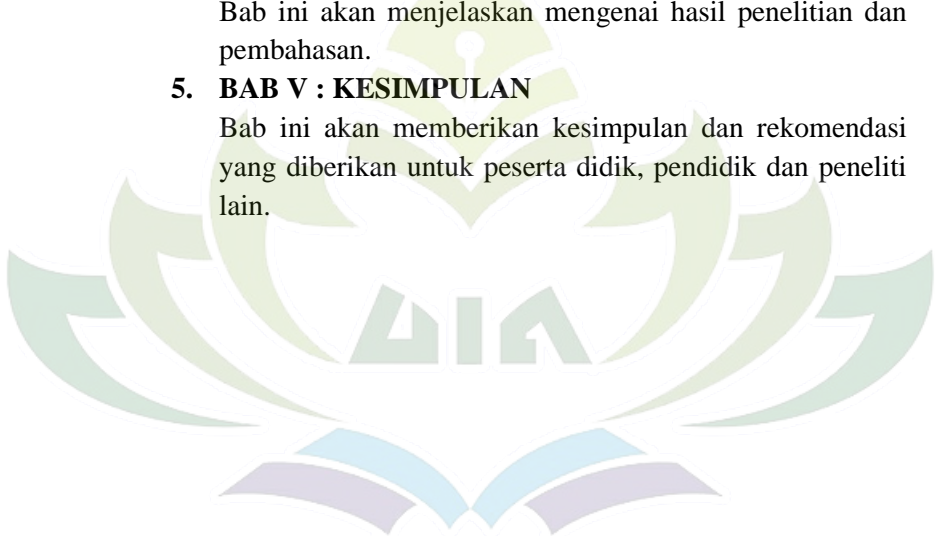 Bab ini akan menjelaskan mengenai hasil penelitian dan
pembahasan.
5. BAB V : KESIMPULAN
Bab ini akan memberikan kesimpulan dan rekomendasi
yang diberikan untuk peserta didik, pendidik dan peneliti
lain.
UIN